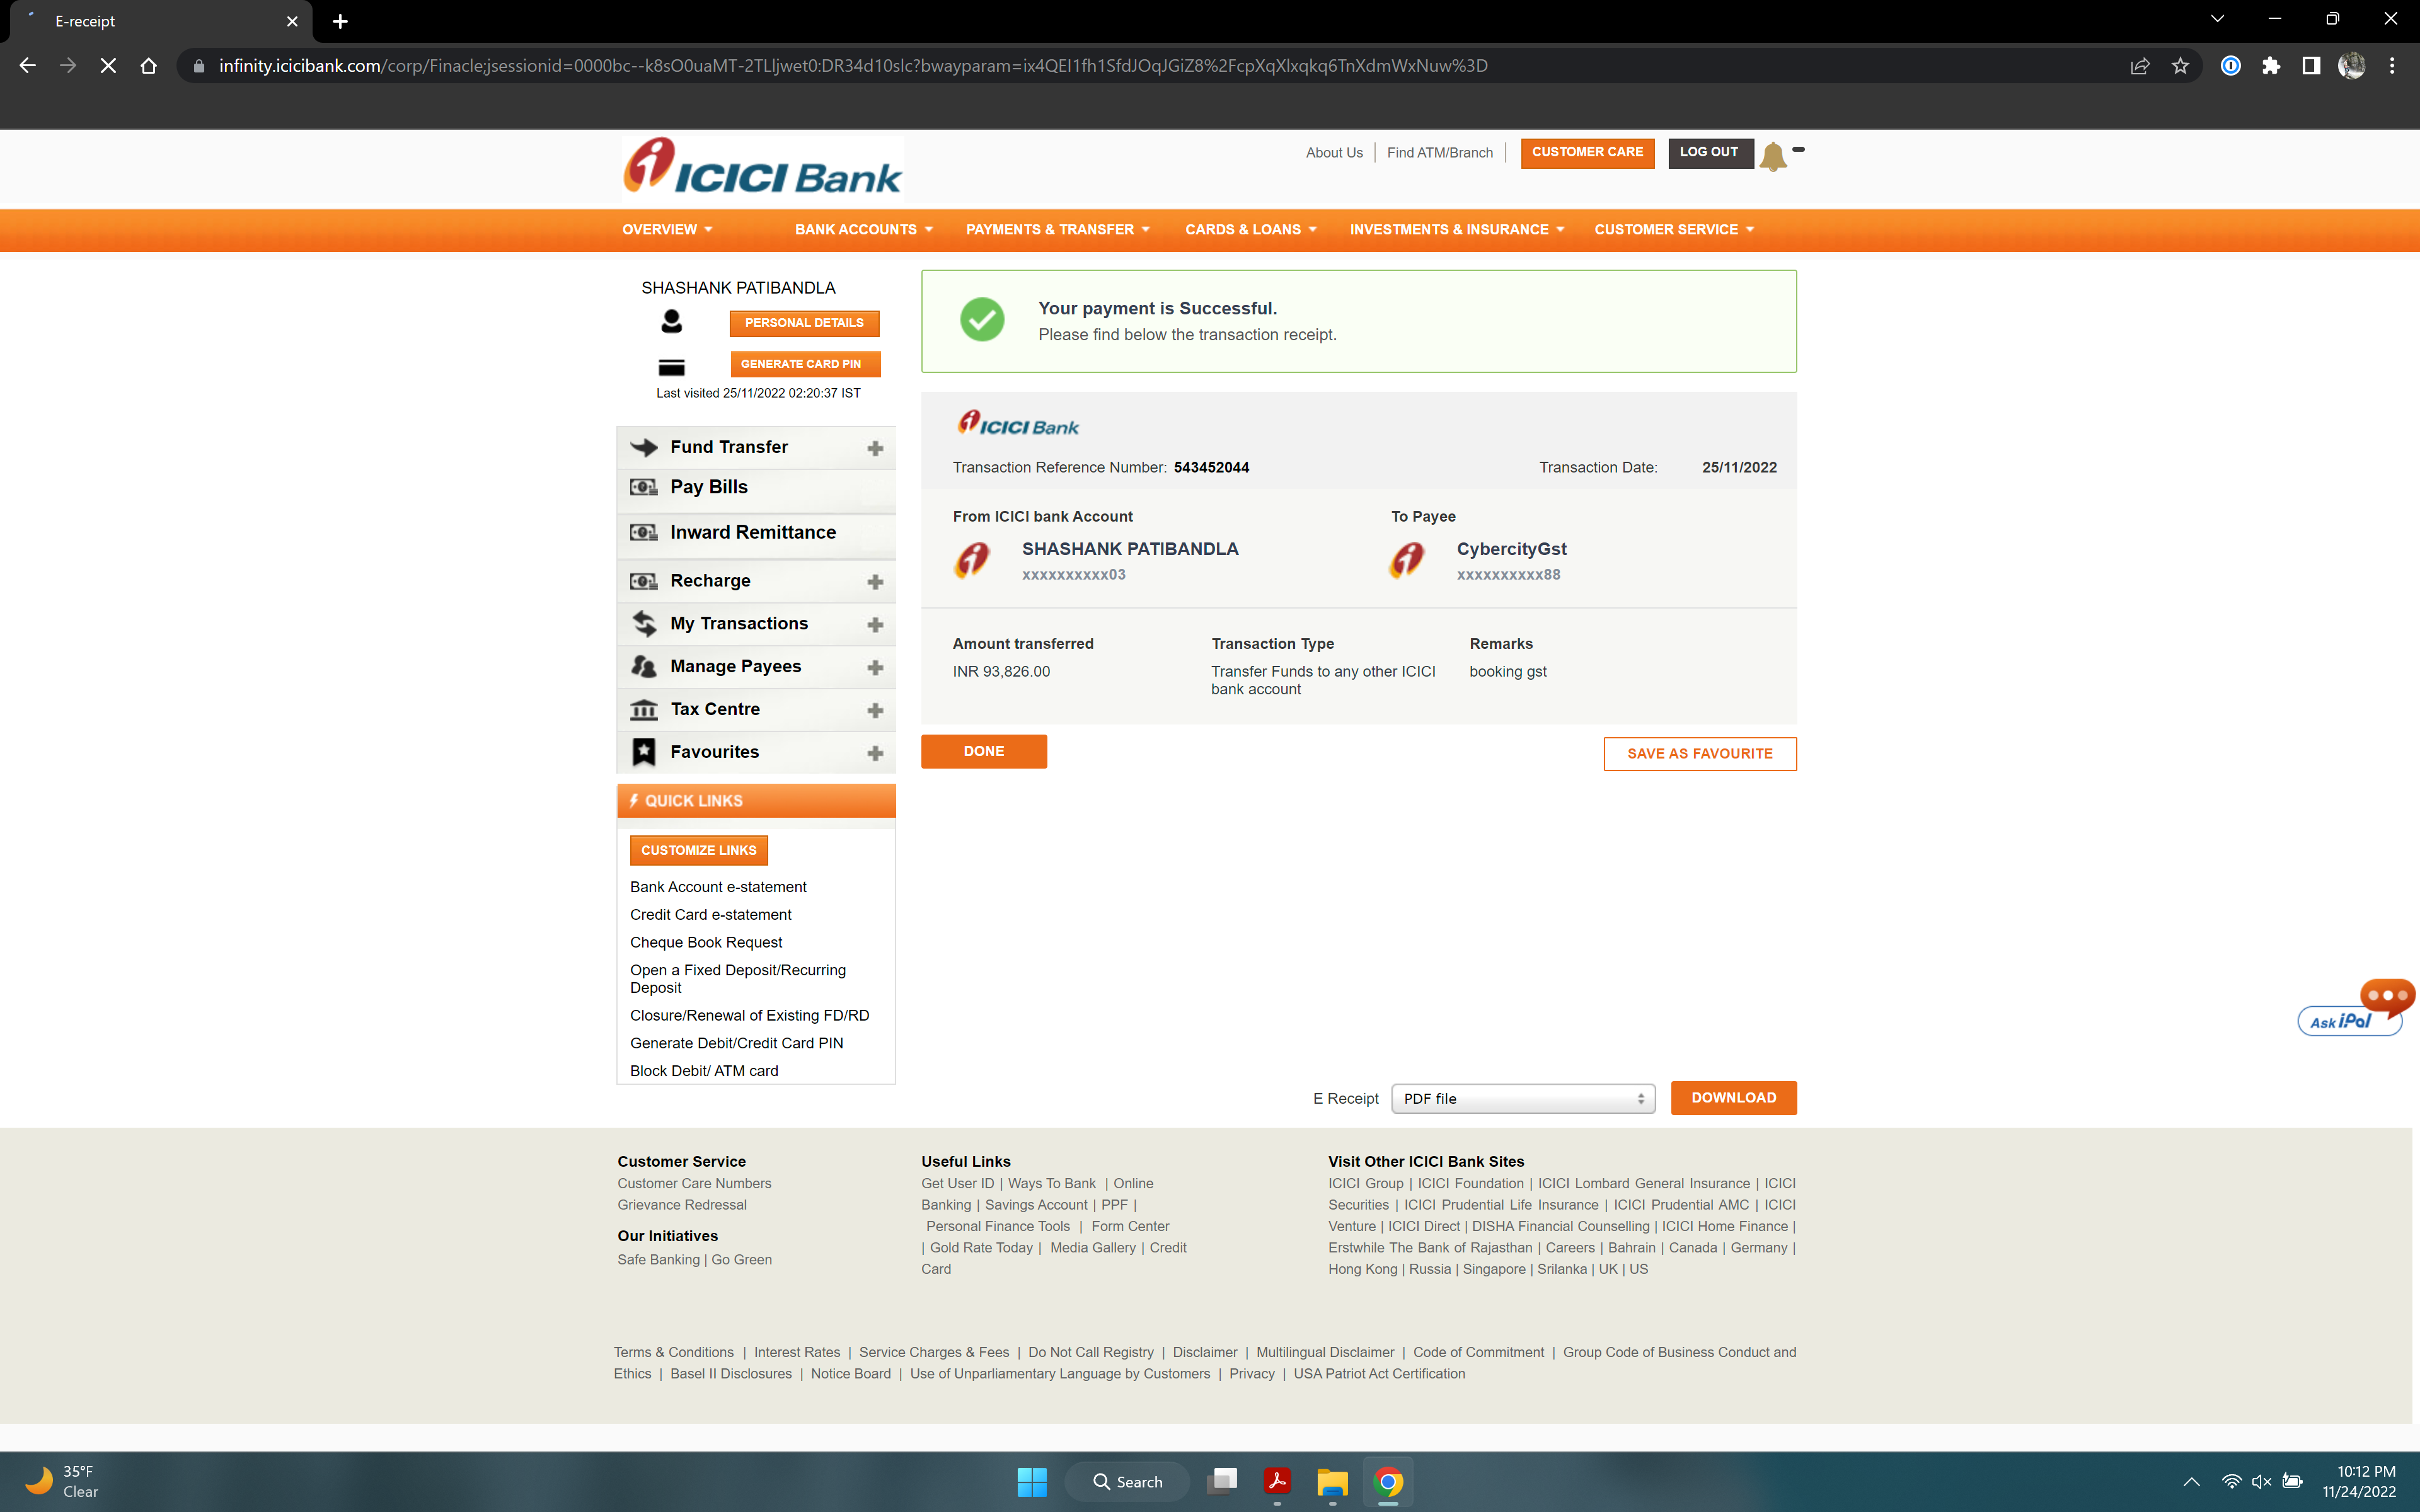 E-receipt
infinity.icicibank.com/corp/Finacle;jsessionid=0000bc--k8sO0uaMT-2TLljwet0:DR34d10slc?bwayparam=ix4QEI1fh1SfdJOqJGiZ8%2FcpXqXlxqkq6TnXdmWxNuw%3D
ICICI Bank
About Us
Find ATM/Branch
CUSTOMER CARE
LOG OUT
OVERVIEW
BANK ACCOUNTS
PAYMENTS & TRANSFER
CARDS & LOANS
INVESTMENTS & INSURANCE
CUSTOMER SERVICE
SHASHANK PATIBANDLA
PERSONAL DETAILS
GENERATE CARD PIN
Last visited 25/11/2022 02:20:37 IST
Fund Transfer
Pay Bills
Inward Remittance
Recharge
My Transactions
Manage Payees
Tax Centre
Favourites
QUICK LINKS
CUSTOMIZE LINKS
Bank Account e-statement
Credit Card e-statement
Cheque Book Request
Open a Fixed Deposit/Recurring
Deposit
Closure/Renewal of Existing FD/RD
Generate Debit/Credit Card PIN
Block Debit/ ATM card
Your payment is Successful.
Please find below the transaction receipt.
ICICI Bank
Transaction Reference Number: 543452044
Transaction Date: 25/11/2022
From ICICI bank Account
SHASHANK PATIBANDLA
xxxxxxxxxx03
To Payee
CybercityGst
xxxxxxxxxx88
Amount transferred
INR 93,826.00
Transaction Type
Transfer Funds to any other ICICI
bank account
Remarks
booking gst
DONE
SAVE AS FAVOURITE
Ask iPal
E Receipt
PDF file
DOWNLOAD
Customer Service
Customer Care Numbers
Grievance Redressal
Our Initiatives
Safe Banking | Go Green
Useful Links
Get User ID | Ways To Bank | Online
Banking | Savings Account | PPF |
Personal Finance Tools | Form Center
| Gold Rate Today | Media Gallery | Credit
Card
Visit Other ICICI Bank Sites
ICICI Group | ICICI Foundation | ICICI Lombard General Insurance | ICICI
Securities | ICICI Prudential Life Insurance | ICICI Prudential AMC | ICICI
Venture | ICICI Direct | DISHA Financial Counselling | ICICI Home Finance |
Erstwhile The Bank of Rajasthan | Careers | Bahrain | Canada | Germany |
Hong Kong | Russia | Singapore | Srilanka | UK | US
Terms & Conditions | Interest Rates | Service Charges & Fees | Do Not Call Registry | Disclaimer | Multilingual Disclaimer | Code of Commitment | Group Code of Business Conduct and
Ethics | Basel II Disclosures | Notice Board | Use of Unparliamentary Language by Customers | Privacy | USA Patriot Act Certification
35°F
Clear
Search
10:12 PM
11/24/2022